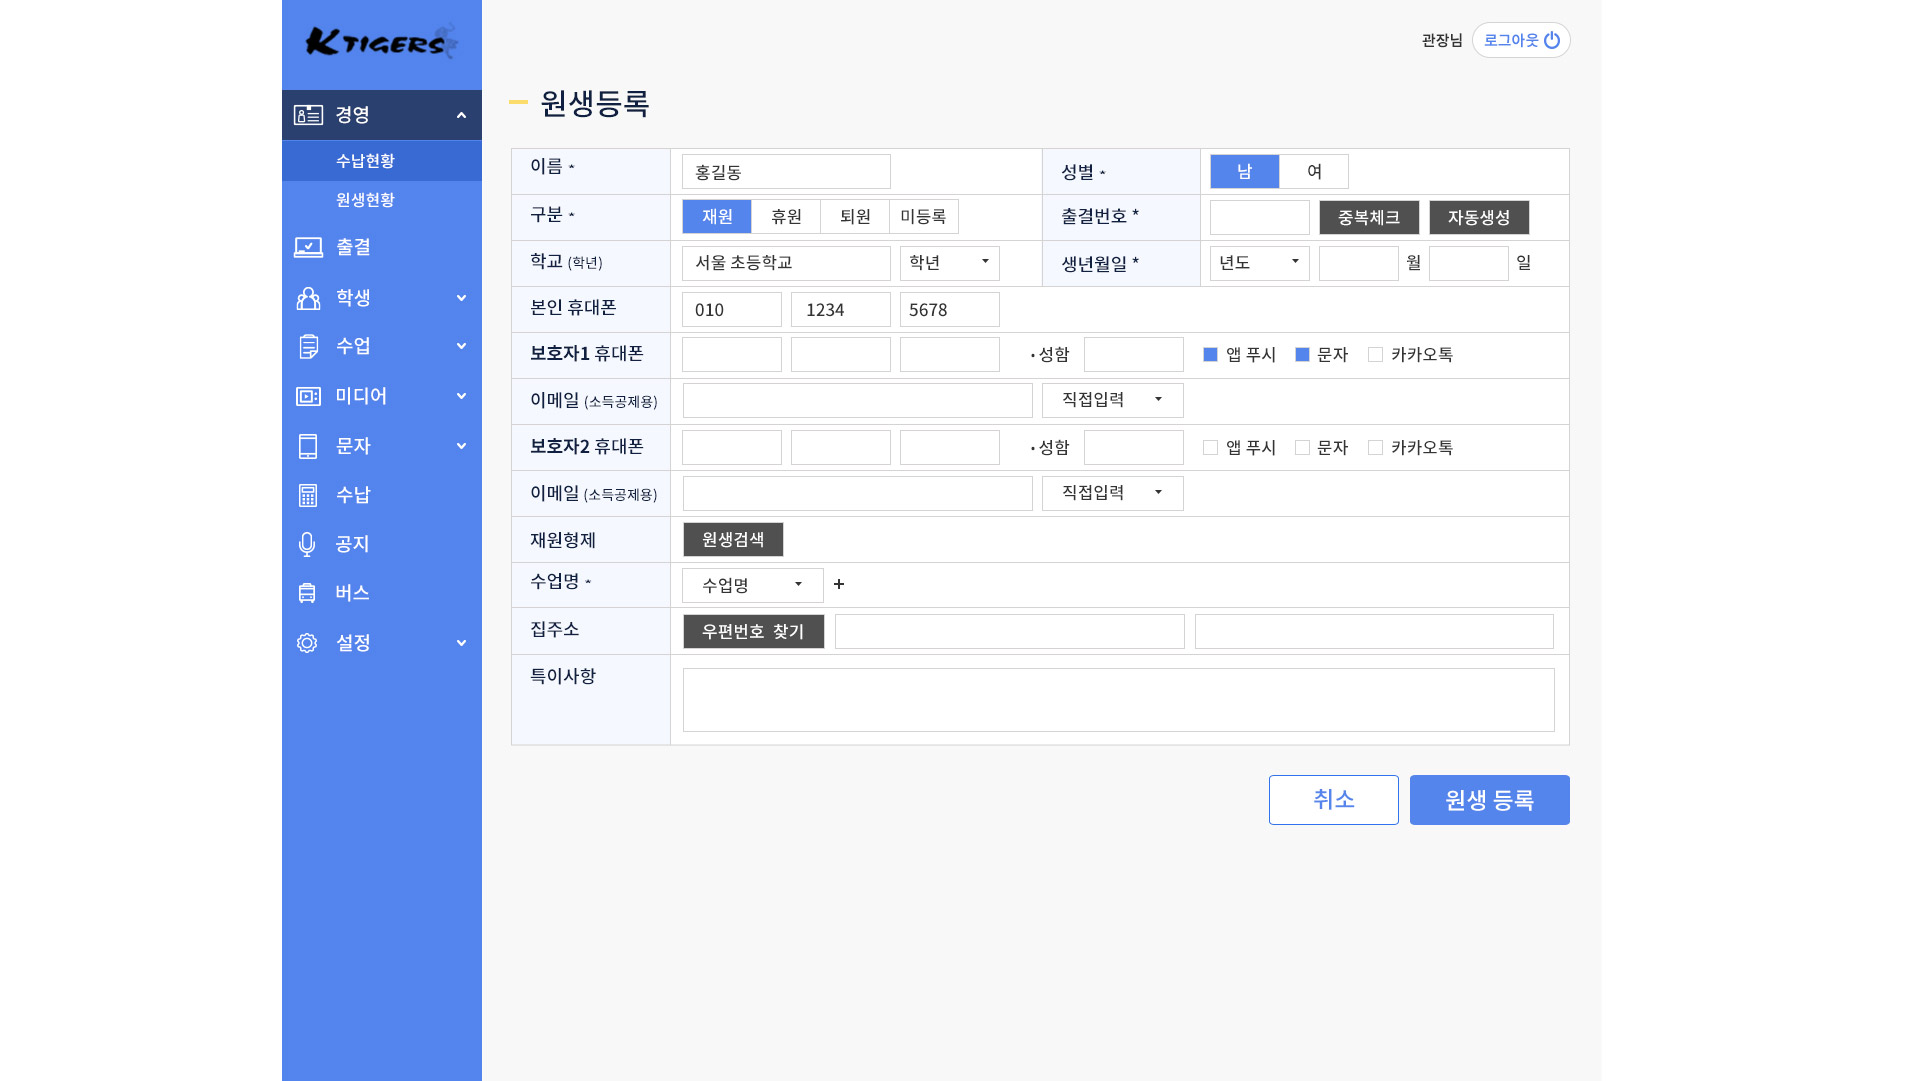 KTIGERS
관장님 로그아웃
경영
수납현황
원생현황
출결
학생
수업
미디어
문자
수납
공지
버스
설정
원생등록
이름 * 홍길동 성별 * 남 여
구분 * 재원 휴원 퇴원 미등록 출결번호 * 중복체크 자동생성
학교 (학년) 서울 초등학교 학년 생년월일 * 년도 월 일
본인 휴대폰 010 1234 5678
보호자1 휴대폰 • 성함 앱 푸시 문자 카카오톡
이메일 (소득공제용) 직접입력
보호자2 휴대폰 • 성함 앱 푸시 문자 카카오톡
이메일 (소득공제용) 직접입력
재원형제 원생검색
수업명 * 수업명 +
집주소 우편번호 찾기
특이사항
취소 원생 등록